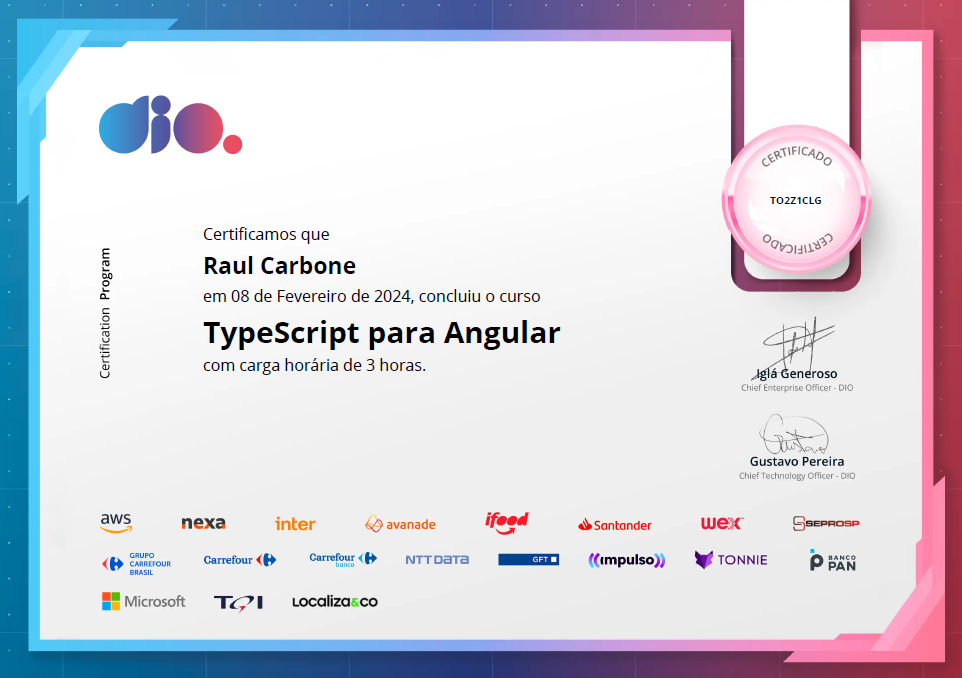 dio.
CERTIFICADO
TO2Z1CLG
CERTIFICADO
Certification Program
Certificamos que
Raul Carbone
em 08 de Fevereiro de 2024, concluiu o curso
TypeScript para Angular
com carga horária de 3 horas.
Iglá Generoso
Chief Enterprise Officer - DIO
Gustavo Pereira
Chief Technology Officer - DIO
aws nexa inter avanade ifood Santander wex SEPROSP
GRUPO CARREFOUR BRASIL Carrefour Carrefour banco NTT DATA GFT impulso TONNIE BANCO PAN
Microsoft TQI LOCALIZA&CO